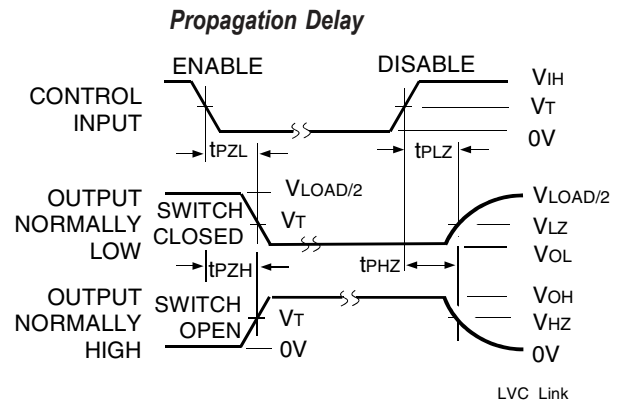 Propagation Delay
ENABLE
DISABLE
CONTROL
INPUT
VIH
VT
0V
tPZL
tPLZ
OUTPUT
NORMALLY
LOW
SWITCH
CLOSED
VLOAD/2
VT
VLOAD/2
VLZ
VOL
tPZH
tPHZ
OUTPUT
NORMALLY
HIGH
SWITCH
OPEN
VT
0V
VOH
VHZ
0V
LVC Link